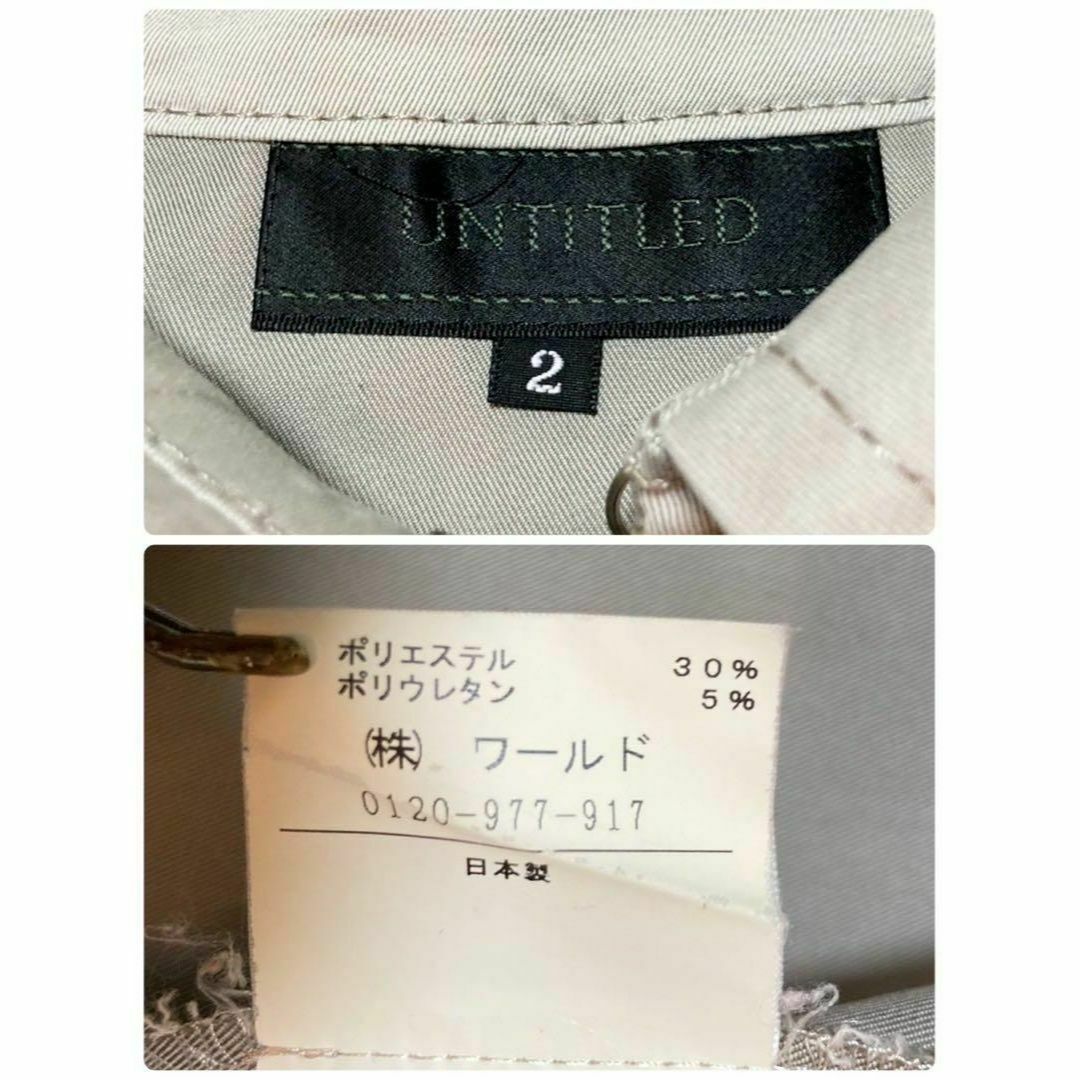 UNTITLED
2
ポリエステル 30%
ポリウレタン 5%
㈱ ワールド
0120-977-917
日本製